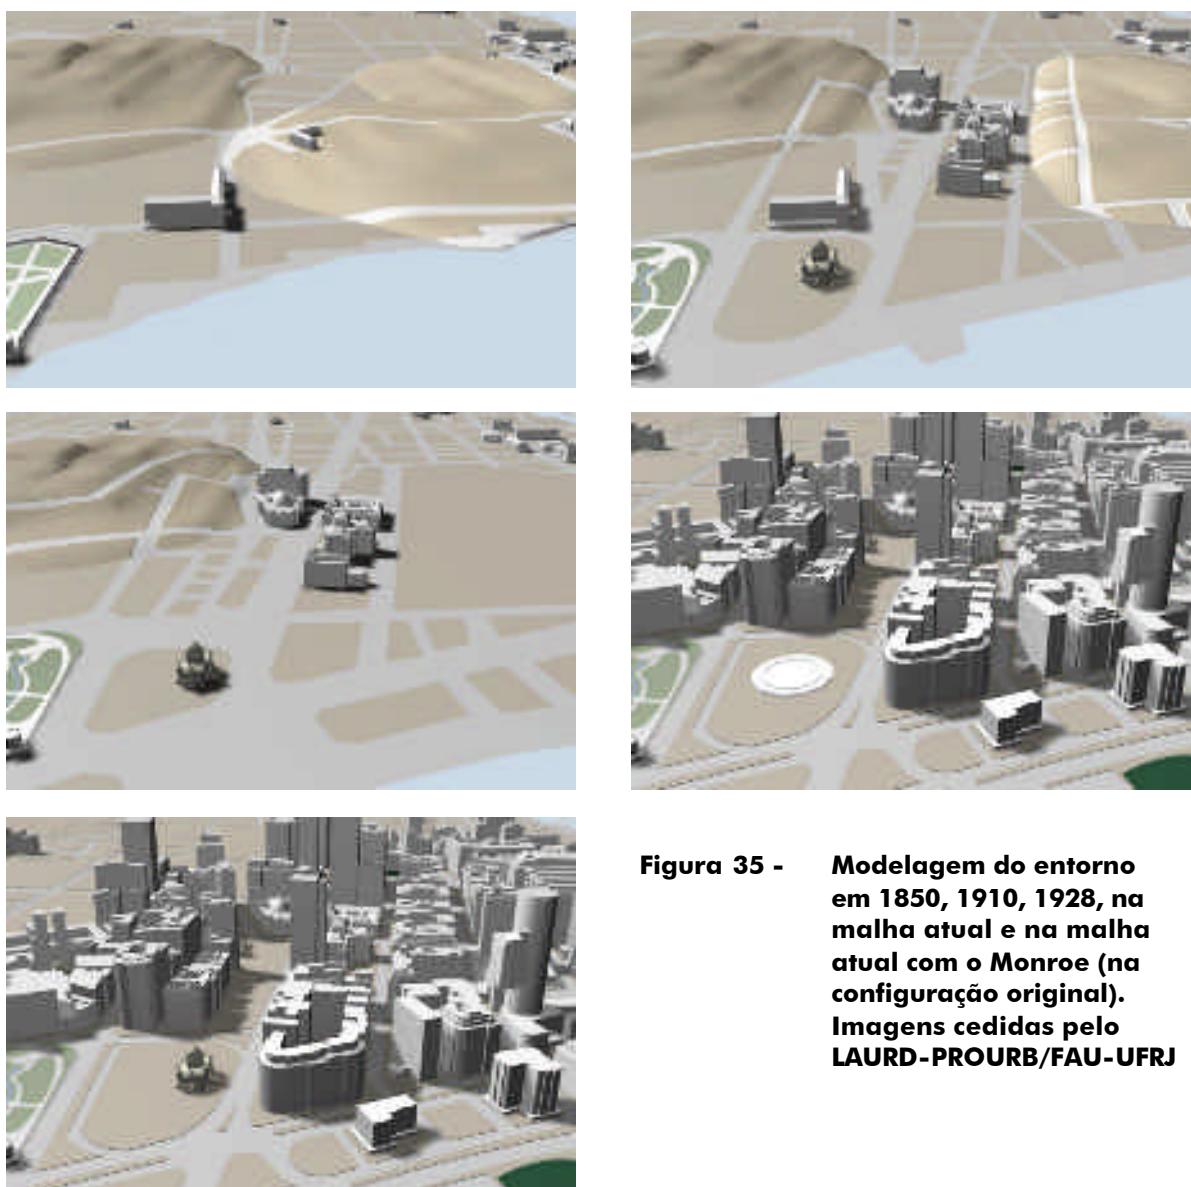 Figura 35 - Modelagem do entorno
em 1850, 1910, 1928, na
malha atual e na malha
atual com o Monroe (na
configuração original).
Imagens cedidas pelo
LAURD-PROURB/FAU-UFRJ